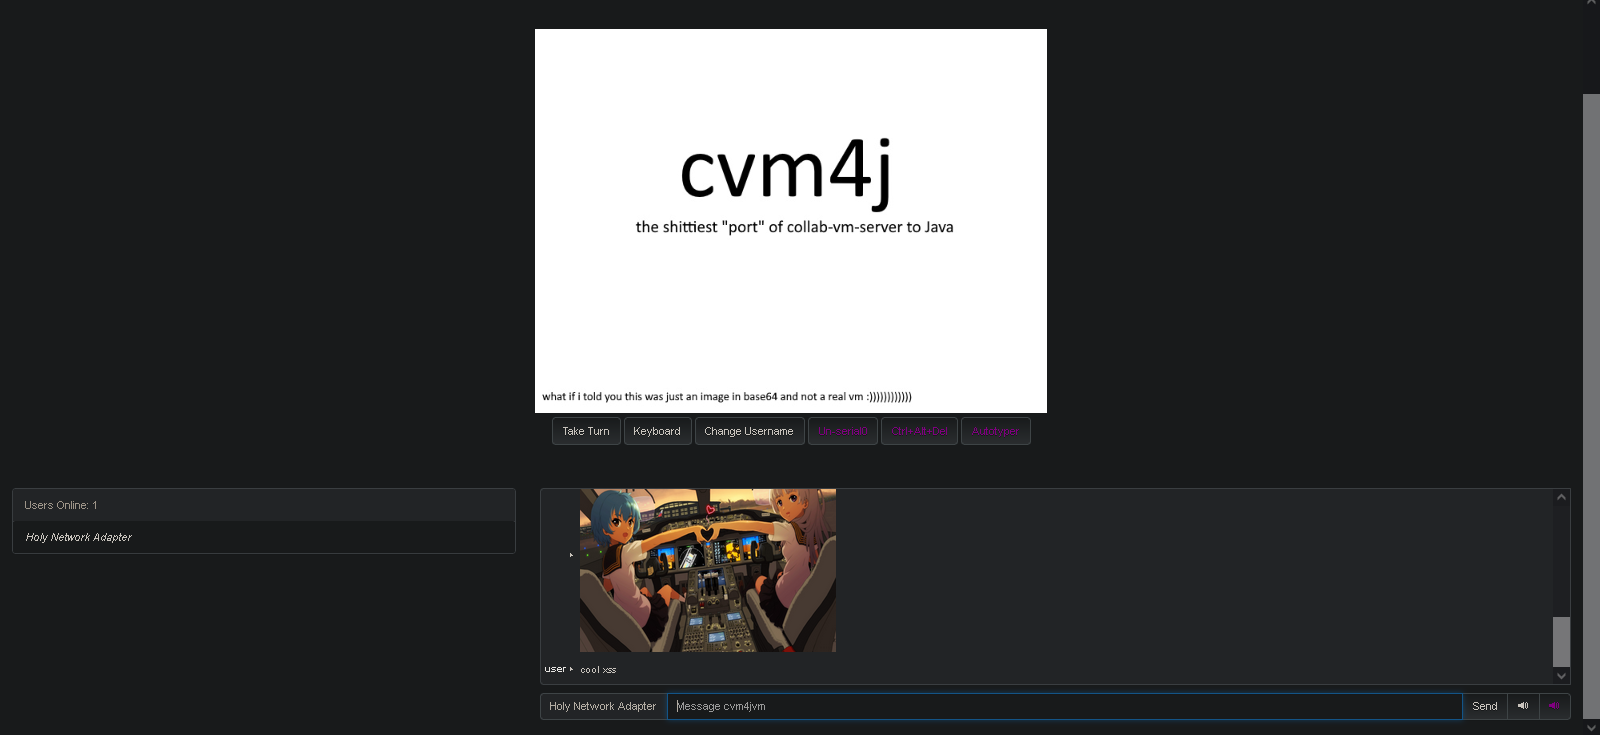 cvm4j
the shittiest "port" of collab-vm-server to Java
what if i told you this was just an image in base64 and not a real vm :))))))))))))
Take Turn Keyboard Change Username Un-serial0 Ctrl+Alt+Del Autotyper
Users Online: 1
Holy Network Adapter
user ▸ cool xss
Holy Network Adapter Message cvm4jvm Send